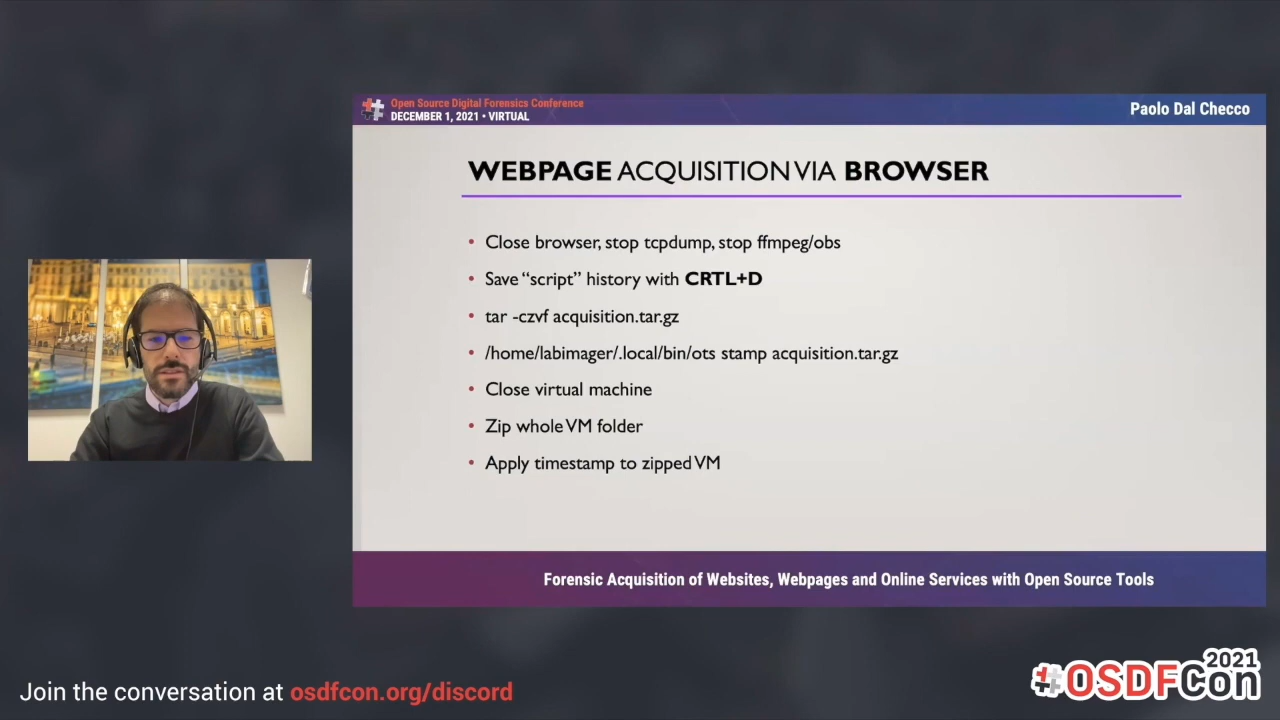 Open Source Digital Forensics Conference
DECEMBER 1, 2021 • VIRTUAL
Paolo Dal Checco
WEBPAGE ACQUISITION VIA BROWSER
• Close browser, stop tcpdump, stop ffmpeg/obs
• Save “script” history with CRTL+D
• tar -czvf acquisition.tar.gz
• /home/labimager/.local/bin/ots stamp acquisition.tar.gz
• Close virtual machine
• Zip whole VM folder
• Apply timestamp to zipped VM
Forensic Acquisition of Websites, Webpages and Online Services with Open Source Tools
Join the conversation at osdfcon.org/discord
2021
#OSDFCon